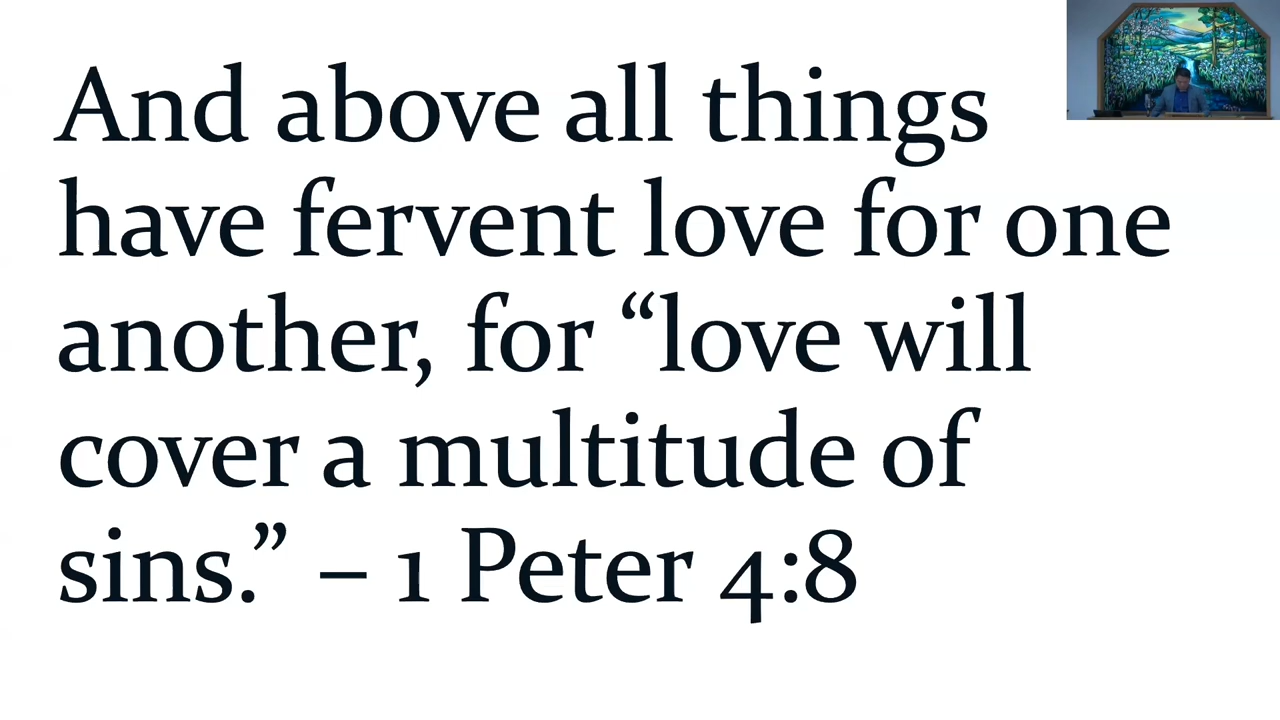 And above all things
have fervent love for one
another, for “love will
cover a multitude of
sins.” – 1 Peter 4:8